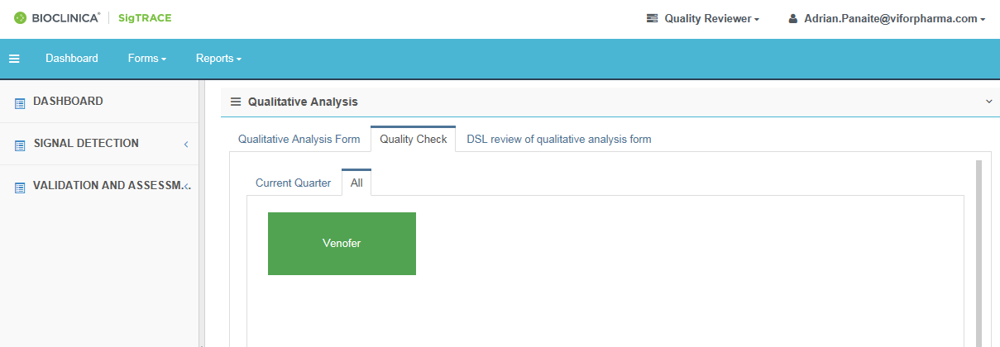 BIOCLINICA® SigTRACE
Quality Reviewer
Adrian.Panaite@viforpharma.com
Dashboard Forms Reports
DASHBOARD
SIGNAL DETECTION
VALIDATION AND ASSESSM...
Qualitative Analysis
Qualitative Analysis Form Quality Check DSL review of qualitative analysis form
Current Quarter All
Venofer